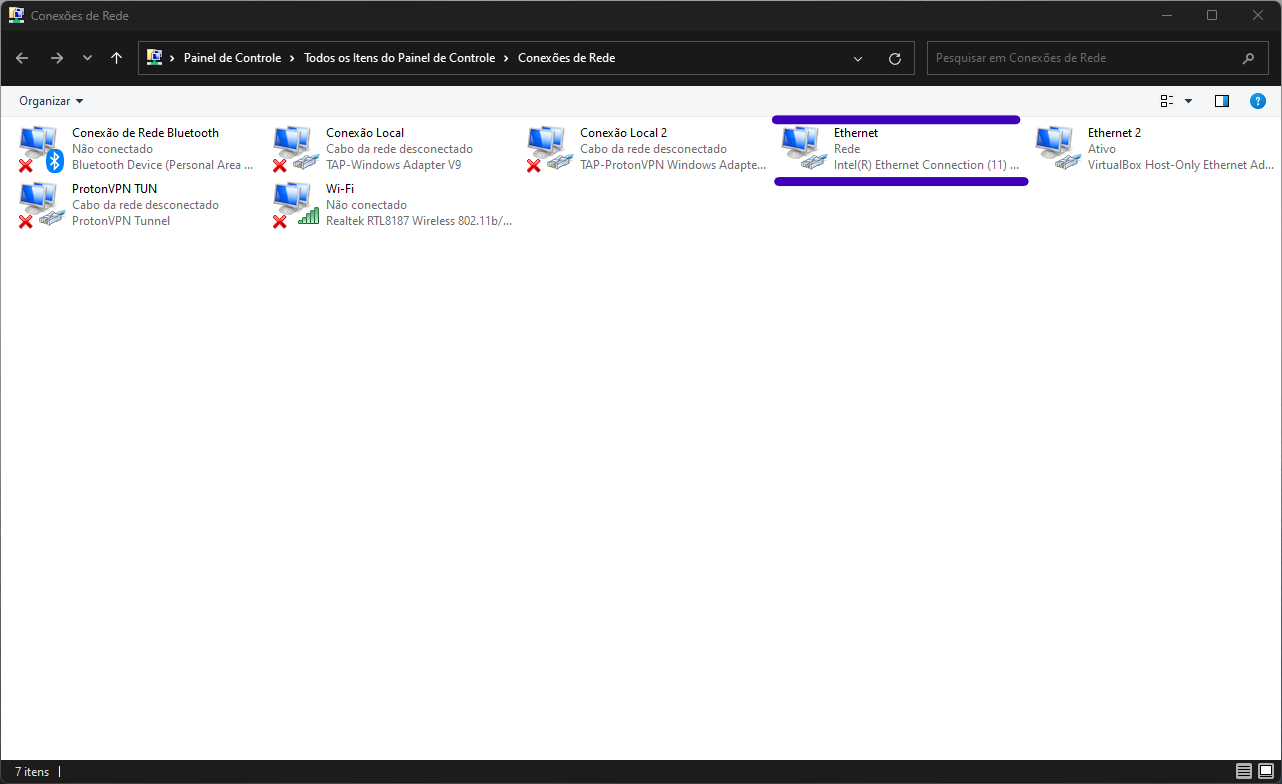 Conexões de Rede
Painel de Controle > Todos os Itens do Painel de Controle > Conexões de Rede
Pesquisar em Conexões de Rede
Organizar
?
Conexão de Rede Bluetooth
Não conectado
Bluetooth Device (Personal Area ...
Conexão Local
Cabo da rede desconectado
TAP-Windows Adapter V9
Conexão Local 2
Cabo da rede desconectado
TAP-ProtonVPN Windows Adapte...
Ethernet
Rede
Intel(R) Ethernet Connection (11) ...
Ethernet 2
Ativo
VirtualBox Host-Only Ethernet Ad...
ProtonVPN TUN
Cabo da rede desconectado
ProtonVPN Tunnel
Wi-Fi
Não conectado
Realtek RTL8187 Wireless 802.11b/...
7 itens